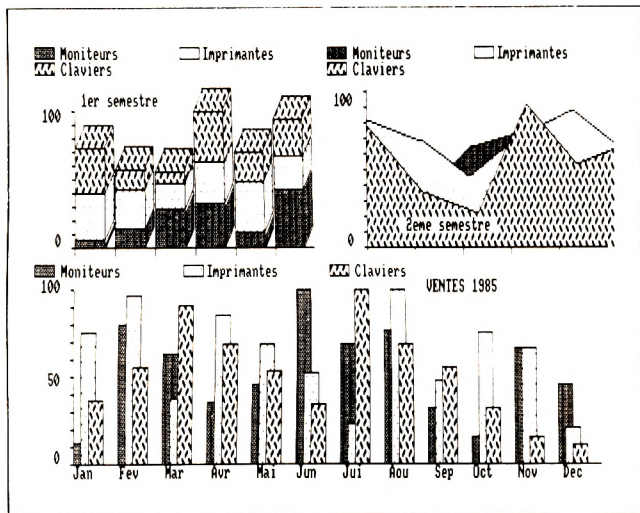 Moniteurs Imprimantes
Claviers
1er semestre
100
0
Moniteurs Imprimantes
Claviers
100
0
2eme semestre
Moniteurs Imprimantes Claviers
VENTES 1985
100
50
0
Jan Fev Mar Avr Mai Jun Jui Aou Sep Oct Nov Dec